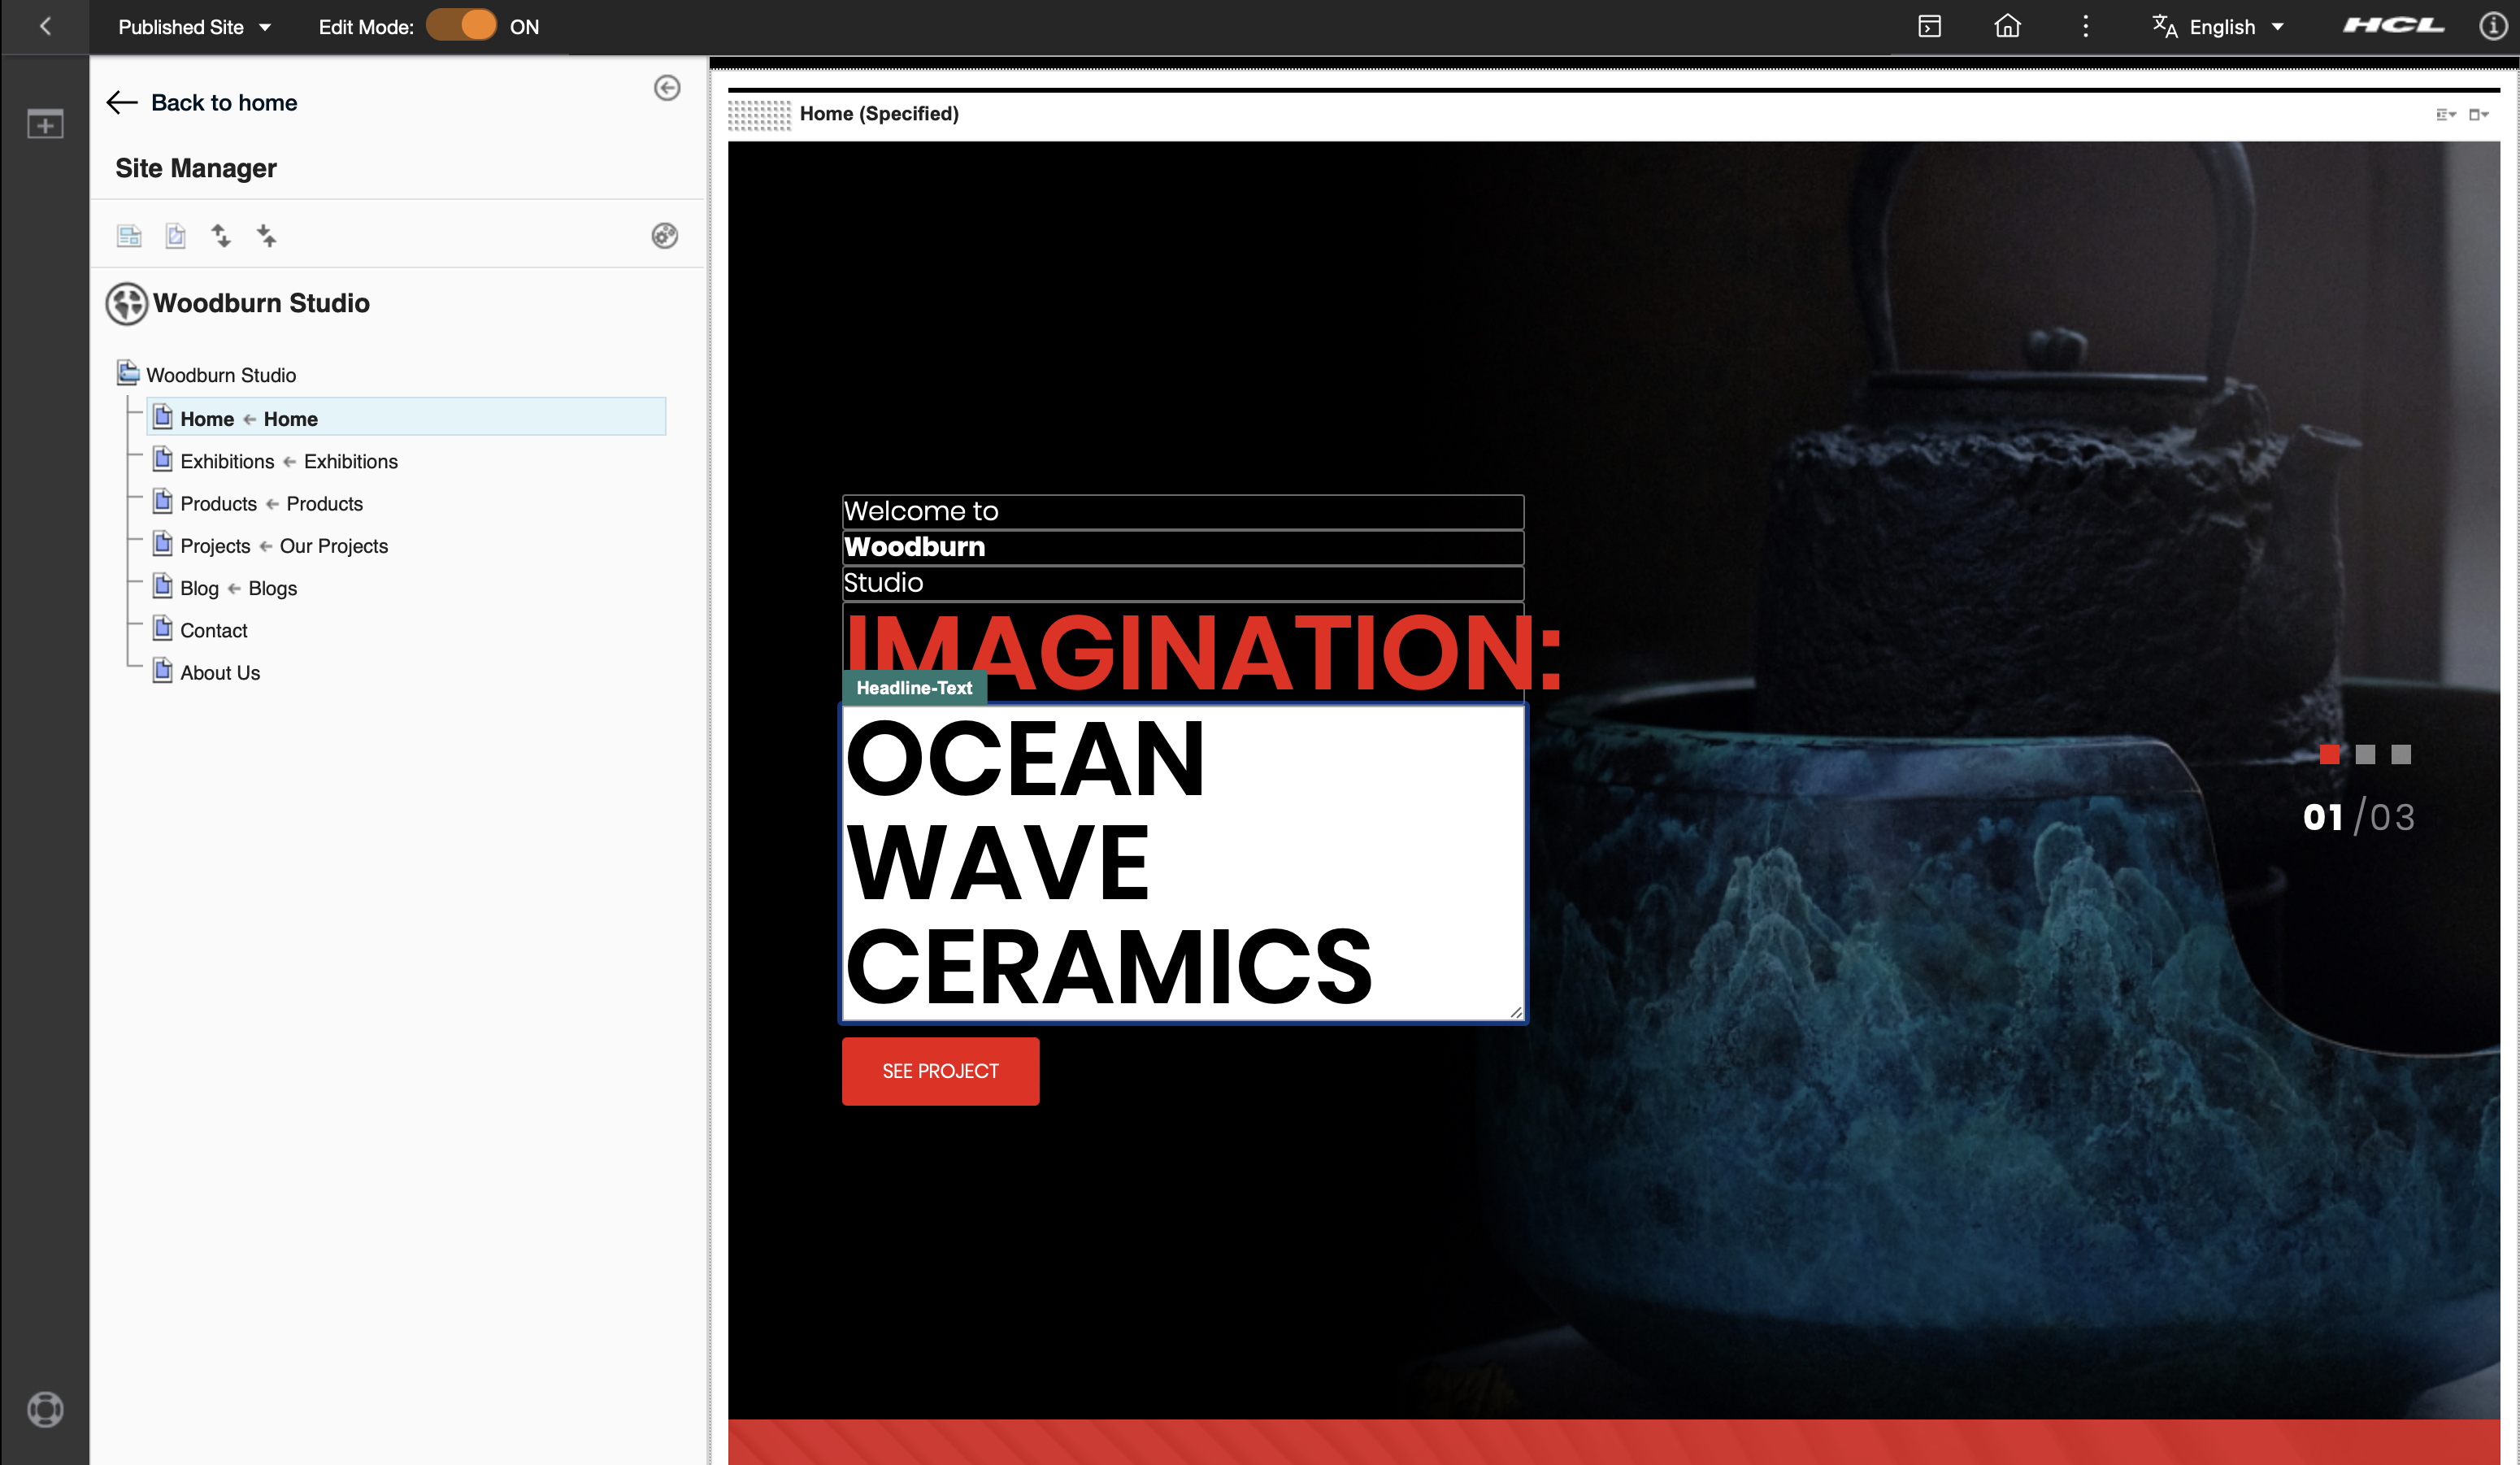 Published Site
Edit Mode: ON
English
HCL
Back to home
Site Manager
Woodburn Studio
Woodburn Studio
Home ← Home
Exhibitions ← Exhibitions
Products ← Products
Projects ← Our Projects
Blog ← Blogs
Contact
About Us
Home (Specified)
Welcome to
Woodburn
Studio
IMAGINATION:
Headline-Text
OCEAN
WAVE
CERAMICS
SEE PROJECT
01/03